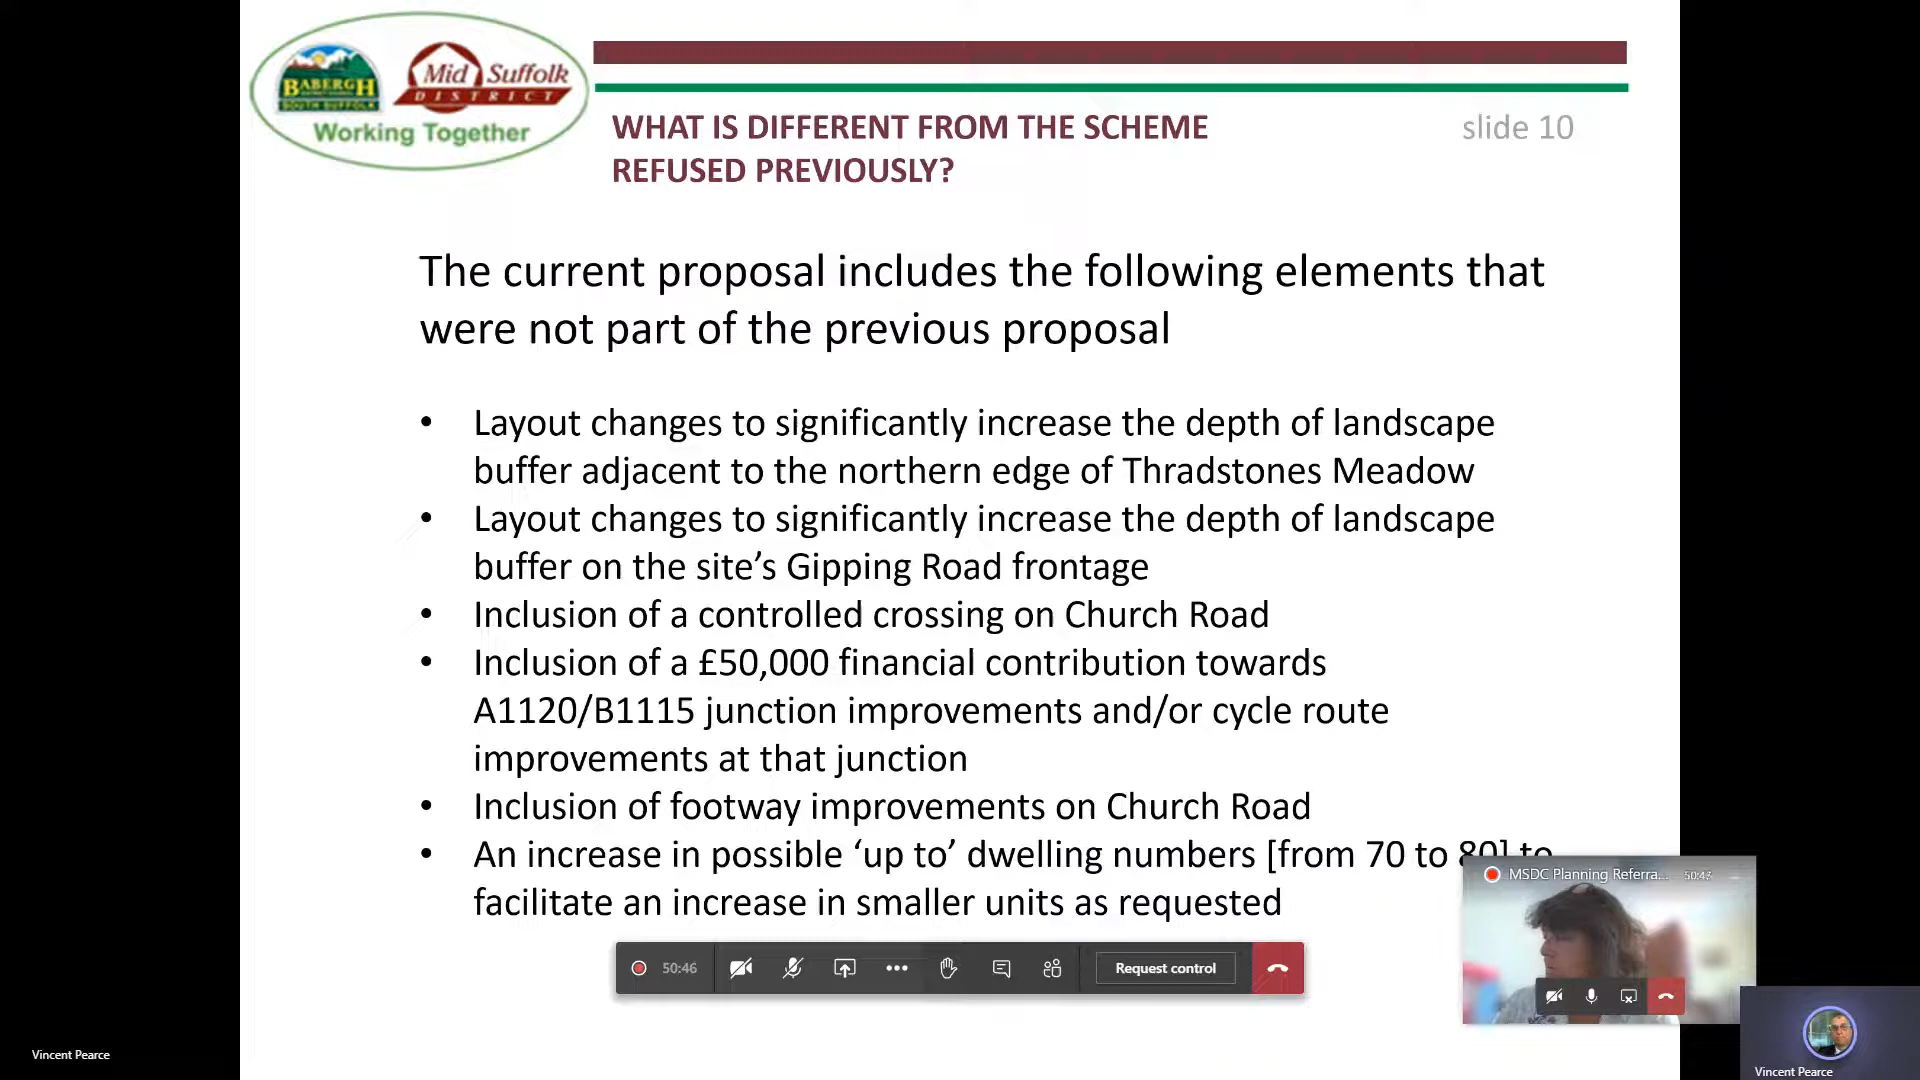 BABERGH
SOUTH SUFFOLK
Mid Suffolk
DISTRICT
Working Together
WHAT IS DIFFERENT FROM THE SCHEME
REFUSED PREVIOUSLY?
slide 10
The current proposal includes the following elements that
were not part of the previous proposal
• Layout changes to significantly increase the depth of landscape
buffer adjacent to the northern edge of Thradstones Meadow
• Layout changes to significantly increase the depth of landscape
buffer on the site’s Gipping Road frontage
• Inclusion of a controlled crossing on Church Road
• Inclusion of a £50,000 financial contribution towards
A1120/B1115 junction improvements and/or cycle route
improvements at that junction
• Inclusion of footway improvements on Church Road
• An increase in possible ‘up to’ dwelling numbers [from 70 to 80] to
facilitate an increase in smaller units as requested
MSDC Planning Referra... 50:47
50:46
Request control
Vincent Pearce
Vincent Pearce